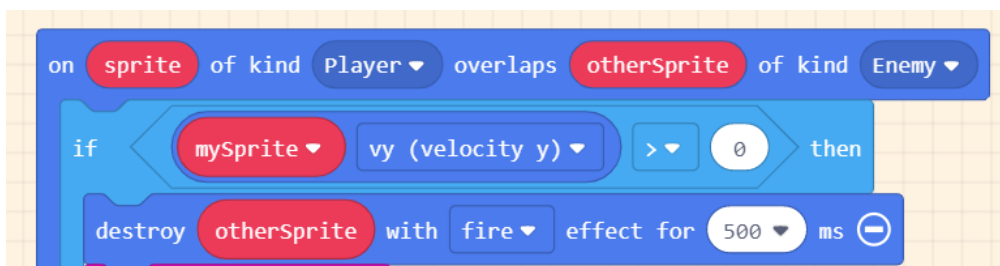 on sprite of kind Player overlaps otherSprite of kind Enemy
if mySprite vy (velocity y) > 0 then
destroy otherSprite with fire effect for 500 ms